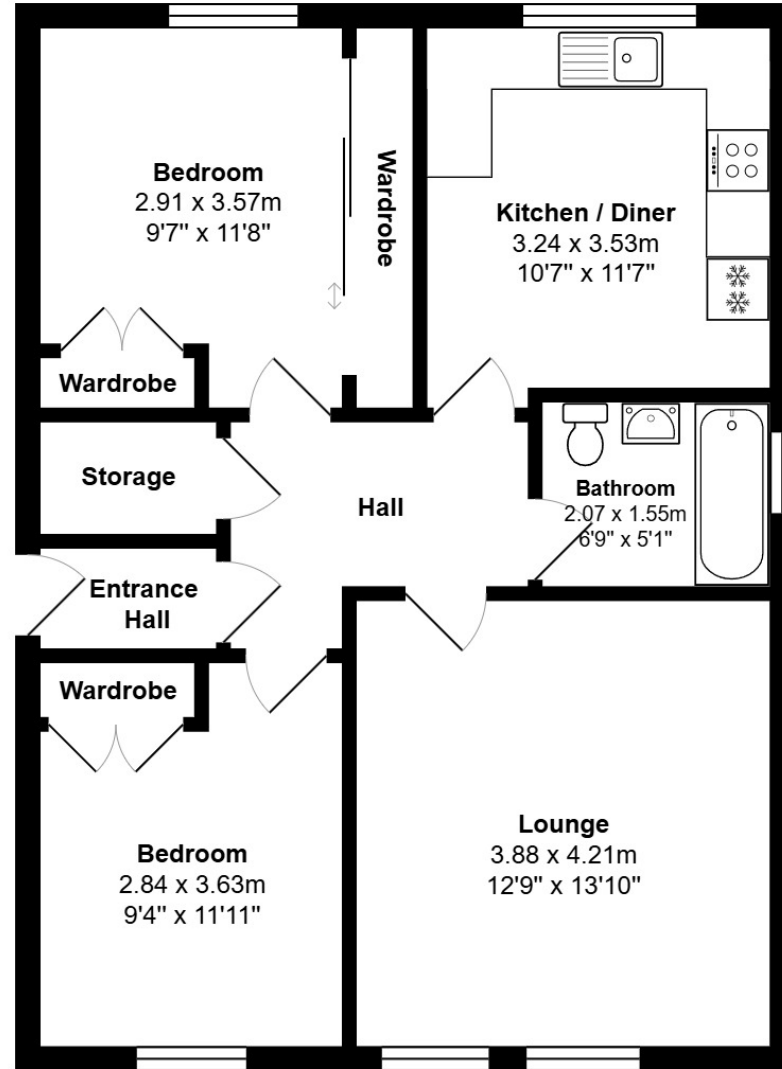 Bedroom
2.91 x 3.57m
9'7" x 11'8"
Wardrobe
Kitchen / Diner
3.24 x 3.53m
10'7" x 11'7"
Wardrobe
Storage
Hall
Bathroom
2.07 x 1.55m
6'9" x 5'1"
Entrance
Hall
Wardrobe
Bedroom
2.84 x 3.63m
9'4" x 11'11"
Lounge
3.88 x 4.21m
12'9" x 13'10"